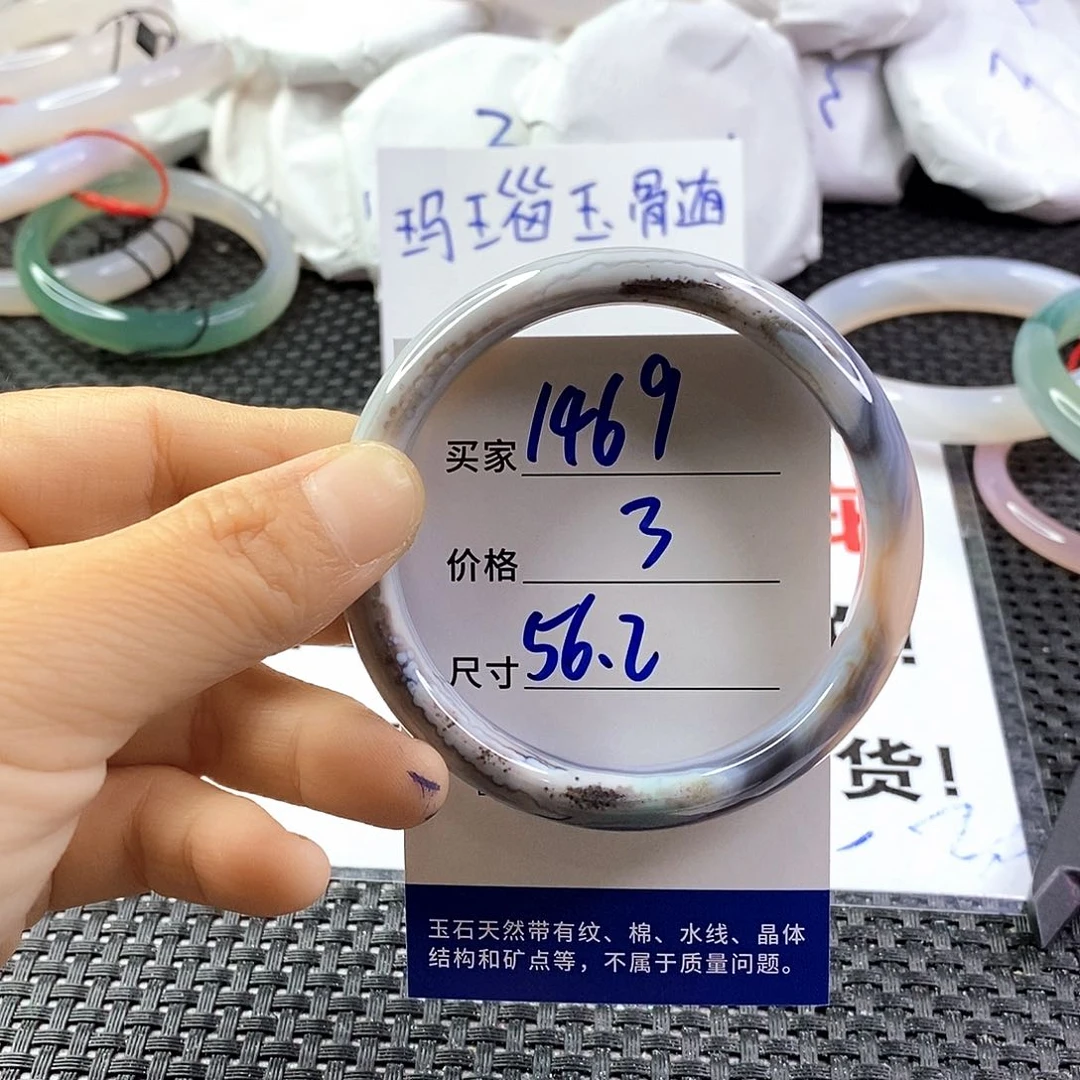 玛瑙玉骨遀
买家 1469
价格 3
尺寸 56.2
玉石天然带有纹、棉、水线、晶体
结构和矿点等，不属于质量问题。
货！